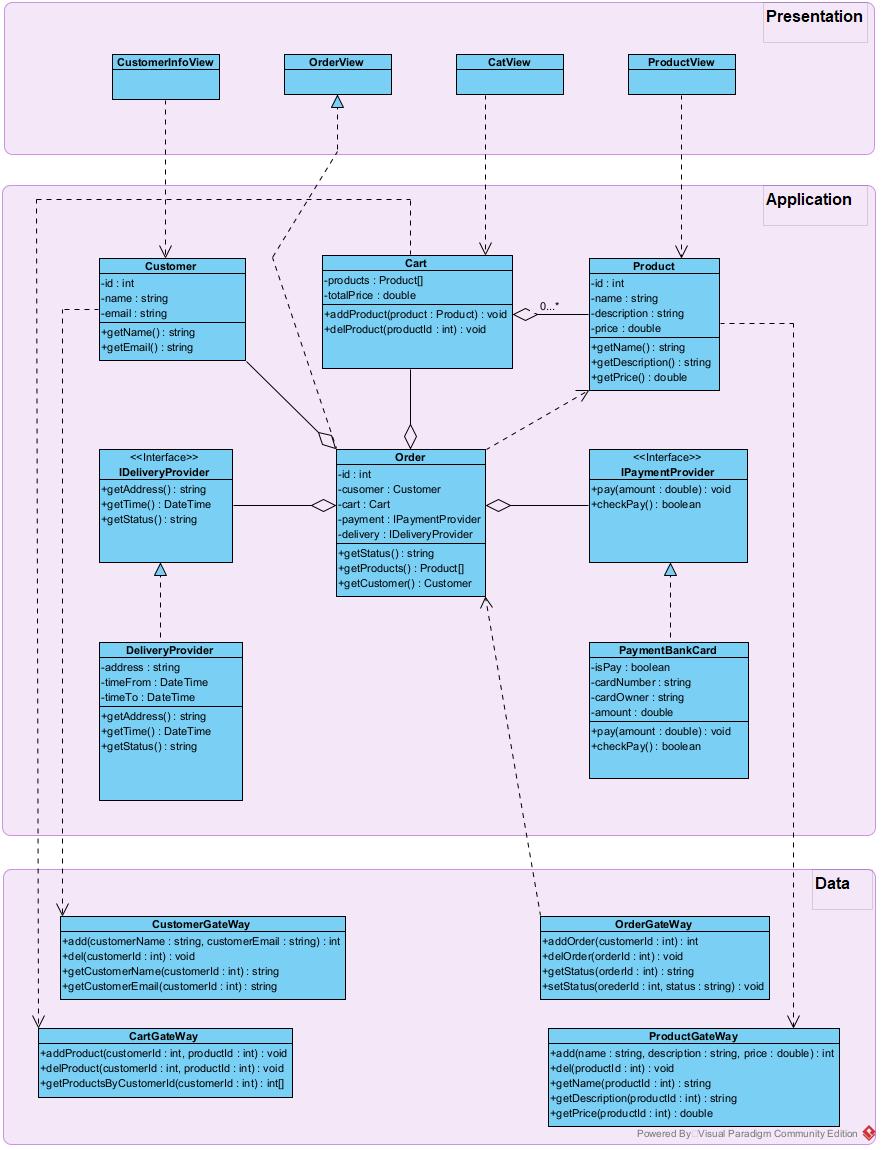 Presentation
CustomerInfoView
OrderView
CatView
ProductView
Application
Customer
-id : int
-name : string
-email : string
+getName() : string
+getEmail() : string
Cart
-products : Product[]
-totalPrice : double
+addProduct(product : Product) : void
+delProduct(productId : int) : void
0...*
Product
-id : int
-name : string
-description : string
-price : double
+getName() : string
+getDescription() : string
+getPrice() : double
<<Interface>>
IDeliveryProvider
+getAddress() : string
+getTime() : DateTime
+getStatus() : string
Order
-id : int
-cusomer : Customer
-cart : Cart
-payment : IPaymentProvider
-delivery : IDeliveryProvider
+getStatus() : string
+getProducts() : Product[]
+getCustomer() : Customer
<<Interface>>
IPaymentProvider
+pay(amount : double) : void
+checkPay() : boolean
DeliveryProvider
-address : string
-timeFrom : DateTime
-timeTo : DateTime
+getAddress() : string
+getTime() : DateTime
+getStatus() : string
PaymentBankCard
-isPay : boolean
-cardNumber : string
-cardOwner : string
-amount : double
+pay(amount : double) : void
+checkPay() : boolean
Data
CustomerGateWay
+add(customerName : string, customerEmail : string) : int
+del(customerId : int) : void
+getCustomerName(customerId : int) : string
+getCustomerEmail(customerId : int) : string
OrderGateWay
+addOrder(customerId : int) : int
+delOrder(orderId : int) : void
+getStatus(orderId : int) : string
+setStatus(orederId : int, status : string) : void
CartGateWay
+addProduct(customerId : int, productId : int) : void
+delProduct(customerId : int, productId : int) : void
+getProductsByCustomerId(customerId : int) : int[]
ProductGateWay
+add(name : string, description : string, price : double) : int
+del(productId : int) : void
+getName(productId : int) : string
+getDescription(productId : int) : string
+getPrice(productId : int) : double
Powered By Visual Paradigm Community Edition